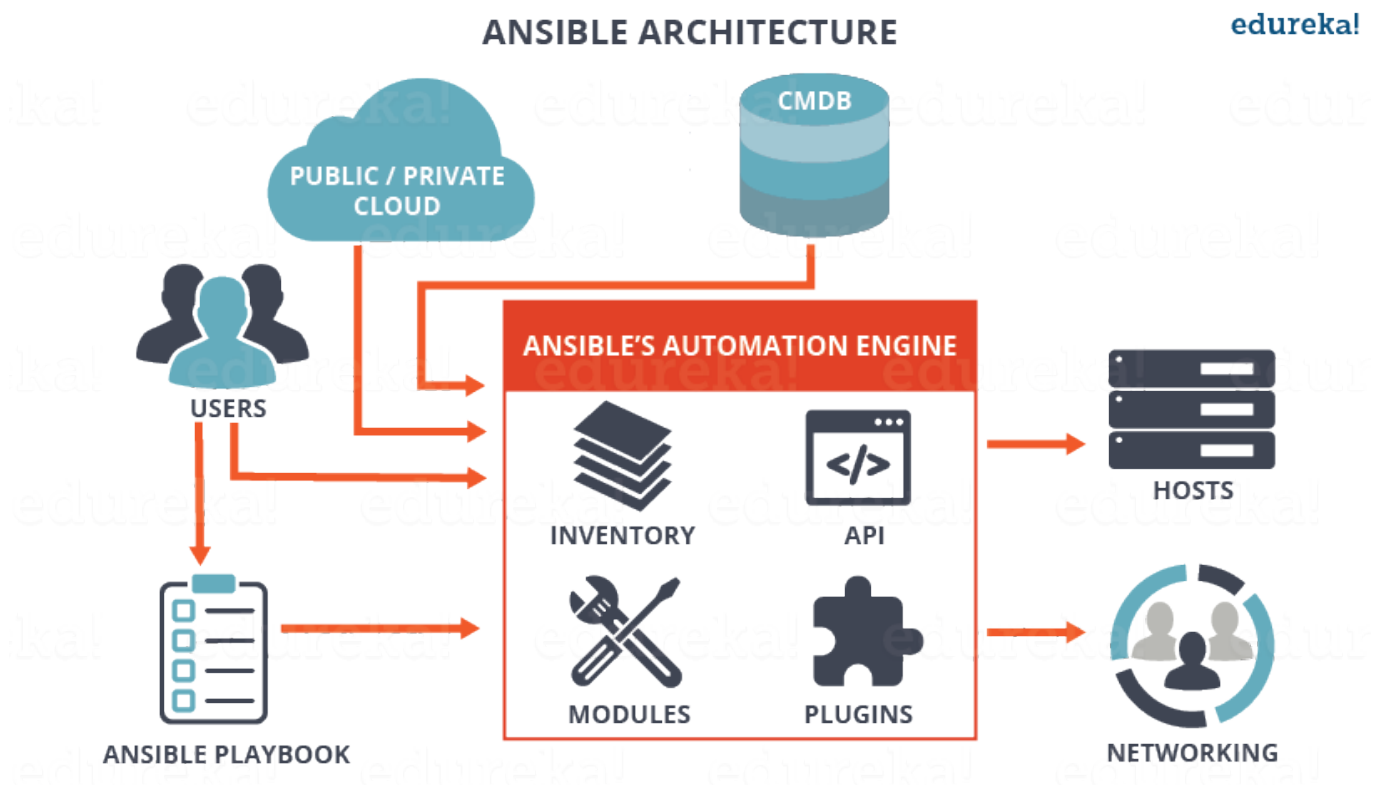 ANSIBLE ARCHITECTURE
edureka!
PUBLIC / PRIVATE
CLOUD
CMDB
USERS
ANSIBLE'S AUTOMATION ENGINE
INVENTORY
</>
API
HOSTS
MODULES
PLUGINS
ANSIBLE PLAYBOOK
NETWORKING